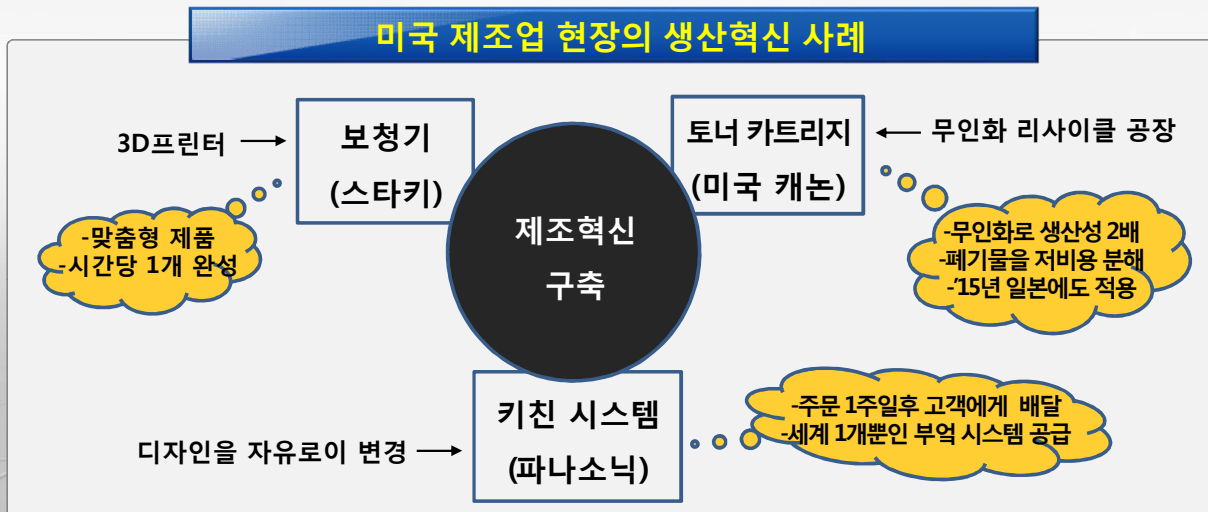 미국 제조업 현장의 생산혁신 사례
3D프린터
보청기
(스타키)
-맞춤형 제품
-시간당 1개 완성
제조혁신
구축
토너 카트리지
(미국 캐논)
무인화 리사이클 공장
-무인화로 생산성 2배
-폐기물을 저비용 분해
-'15년 일본에도 적용
디자인을 자유로이 변경
키친 시스템
(파나소닉)
-주문 1주일후 고객에게 배달
-세계 1개뿐인 부엌 시스템 공급